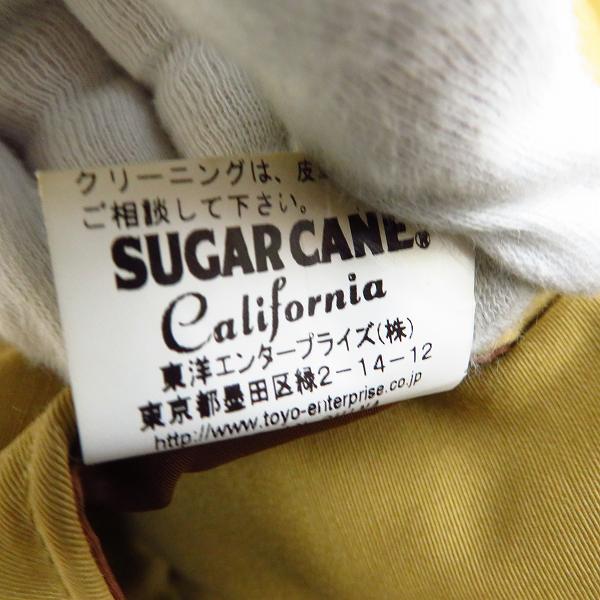 クリーニングは、皮
ご相談して下さい。
SUGAR CANE®
California
東洋エンタープライズ(株)
東京都墨田区緑2-14-12
http://www.toyo-enterprise.co.jp